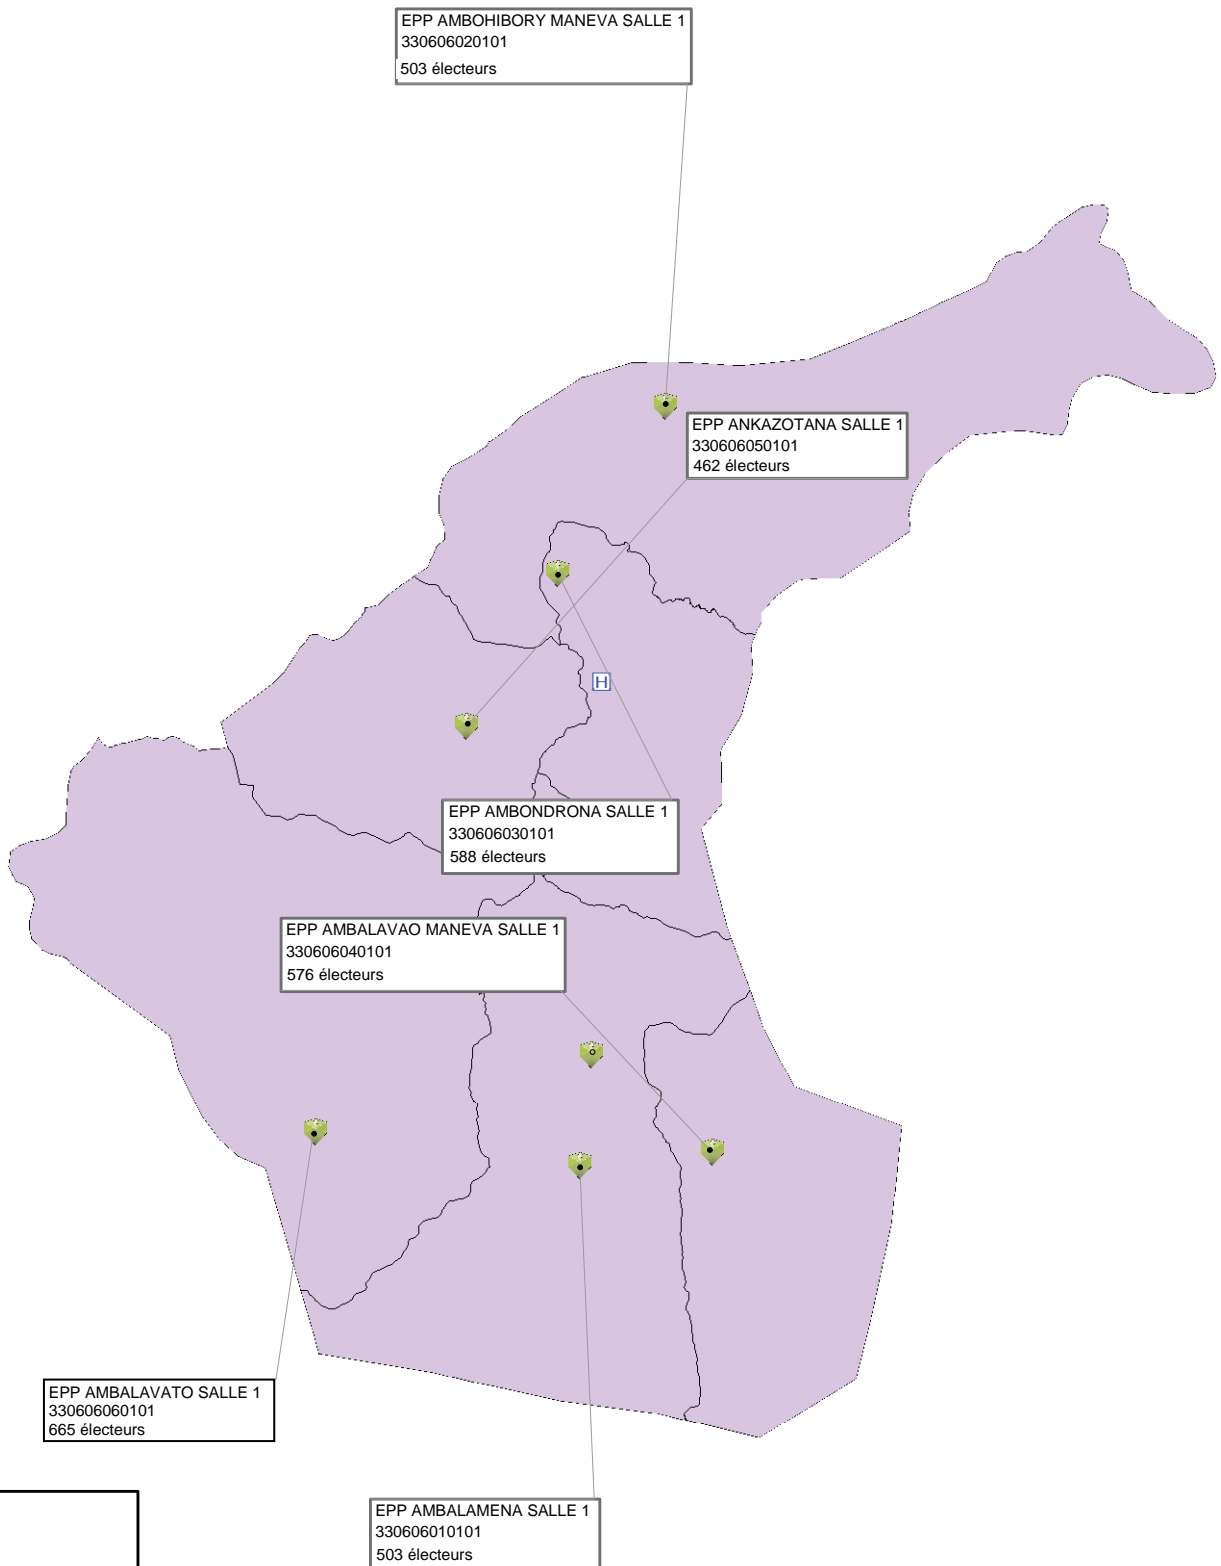 EPP AMBOHIBORY MANEVA SALLE 1
330606020101
503 électeurs
EPP ANKAZOTANA SALLE 1
330606050101
462 électeurs
H
EPP AMBONDRONA SALLE 1
330606030101
588 électeurs
EPP AMBALAVAO MANEVA SALLE 1
330606040101
576 électeurs
EPP AMBALAVATO SALLE 1
330606060101
665 électeurs
EPP AMBALAMENA SALLE 1
330606010101
503 électeurs